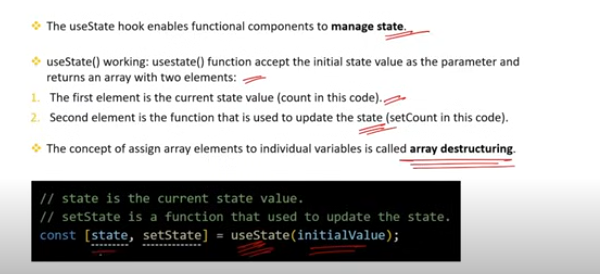 ❖ The useState hook enables functional components to manage state.
❖ useState() working: usestate() function accept the initial state value as the parameter and
returns an array with two elements:
1. The first element is the current state value (count in this code).
2. Second element is the function that is used to update the state (setCount in this code).
❖ The concept of assign array elements to individual variables is called array destructuring.
// state is the current state value.
// setState is a function that used to update the state.
const [state, setState] = useState(initialValue);